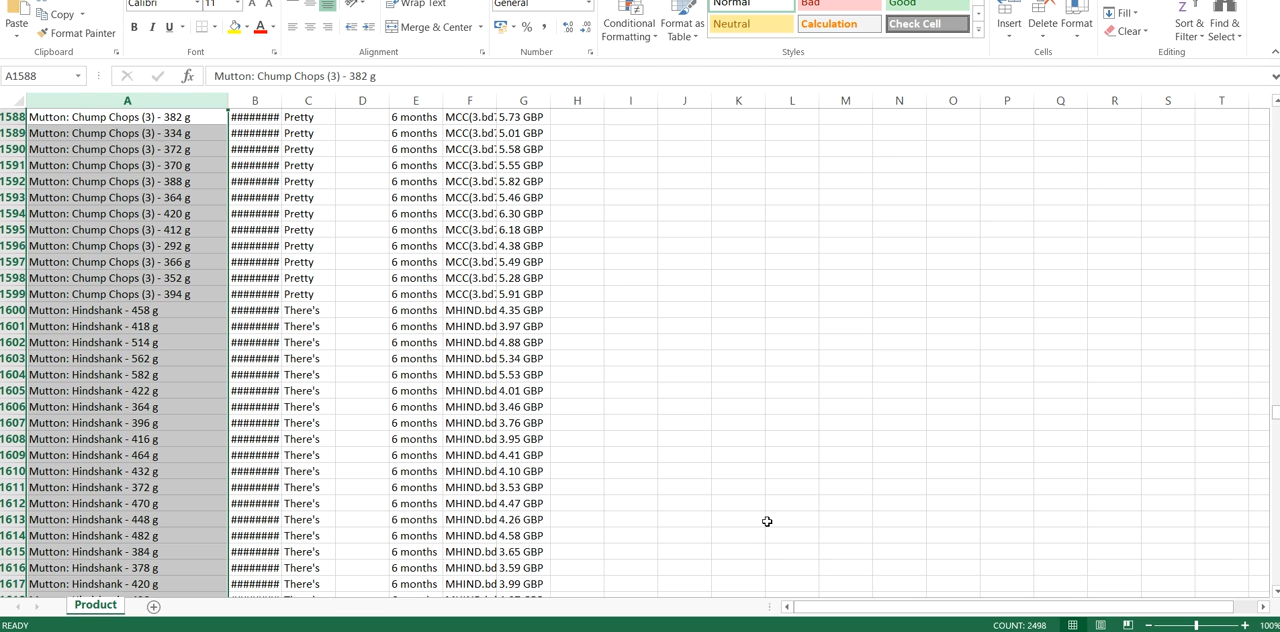 Paste Copy Format Painter Calibri 11 A A B I U A Wrap Text Merge & Center General % , Conditional Formatting Format as Table Normal Bad Good Neutral Calculation Check Cell Insert Delete Format Fill Clear Sort & Filter Find & Select
Clipboard Font Alignment Number Styles Cells Editing
A1588 fx Mutton: Chump Chops (3) - 382 g
A B C D E F G H I J K L M N O P Q R S T
1588 Mutton: Chump Chops (3) - 382 g ######## Pretty 6 months MCC(3.bd 5.73 GBP
1589 Mutton: Chump Chops (3) - 334 g ######## Pretty 6 months MCC(3.bd 5.01 GBP
1590 Mutton: Chump Chops (3) - 372 g ######## Pretty 6 months MCC(3.bd 5.58 GBP
1591 Mutton: Chump Chops (3) - 370 g ######## Pretty 6 months MCC(3.bd 5.55 GBP
1592 Mutton: Chump Chops (3) - 388 g ######## Pretty 6 months MCC(3.bd 5.82 GBP
1593 Mutton: Chump Chops (3) - 364 g ######## Pretty 6 months MCC(3.bd 5.46 GBP
1594 Mutton: Chump Chops (3) - 420 g ######## Pretty 6 months MCC(3.bd 6.30 GBP
1595 Mutton: Chump Chops (3) - 412 g ######## Pretty 6 months MCC(3.bd 6.18 GBP
1596 Mutton: Chump Chops (3) - 292 g ######## Pretty 6 months MCC(3.bd 4.38 GBP
1597 Mutton: Chump Chops (3) - 366 g ######## Pretty 6 months MCC(3.bd 5.49 GBP
1598 Mutton: Chump Chops (3) - 352 g ######## Pretty 6 months MCC(3.bd 5.28 GBP
1599 Mutton: Chump Chops (3) - 394 g ######## Pretty 6 months MCC(3.bd 5.91 GBP
1600 Mutton: Hindshank - 458 g ######## There's 6 months MHIND.bd 4.35 GBP
1601 Mutton: Hindshank - 418 g ######## There's 6 months MHIND.bd 3.97 GBP
1602 Mutton: Hindshank - 514 g ######## There's 6 months MHIND.bd 4.88 GBP
1603 Mutton: Hindshank - 562 g ######## There's 6 months MHIND.bd 5.34 GBP
1604 Mutton: Hindshank - 582 g ######## There's 6 months MHIND.bd 5.53 GBP
1605 Mutton: Hindshank - 422 g ######## There's 6 months MHIND.bd 4.01 GBP
1606 Mutton: Hindshank - 364 g ######## There's 6 months MHIND.bd 3.46 GBP
1607 Mutton: Hindshank - 396 g ######## There's 6 months MHIND.bd 3.76 GBP
1608 Mutton: Hindshank - 416 g ######## There's 6 months MHIND.bd 3.95 GBP
1609 Mutton: Hindshank - 464 g ######## There's 6 months MHIND.bd 4.41 GBP
1610 Mutton: Hindshank - 432 g ######## There's 6 months MHIND.bd 4.10 GBP
1611 Mutton: Hindshank - 372 g ######## There's 6 months MHIND.bd 3.53 GBP
1612 Mutton: Hindshank - 470 g ######## There's 6 months MHIND.bd 4.47 GBP
1613 Mutton: Hindshank - 448 g ######## There's 6 months MHIND.bd 4.26 GBP
1614 Mutton: Hindshank - 482 g ######## There's 6 months MHIND.bd 4.58 GBP
1615 Mutton: Hindshank - 384 g ######## There's 6 months MHIND.bd 3.65 GBP
1616 Mutton: Hindshank - 378 g ######## There's 6 months MHIND.bd 3.59 GBP
1617 Mutton: Hindshank - 420 g ######## There's 6 months MHIND.bd 3.99 GBP
Product
READY COUNT: 2498 100%